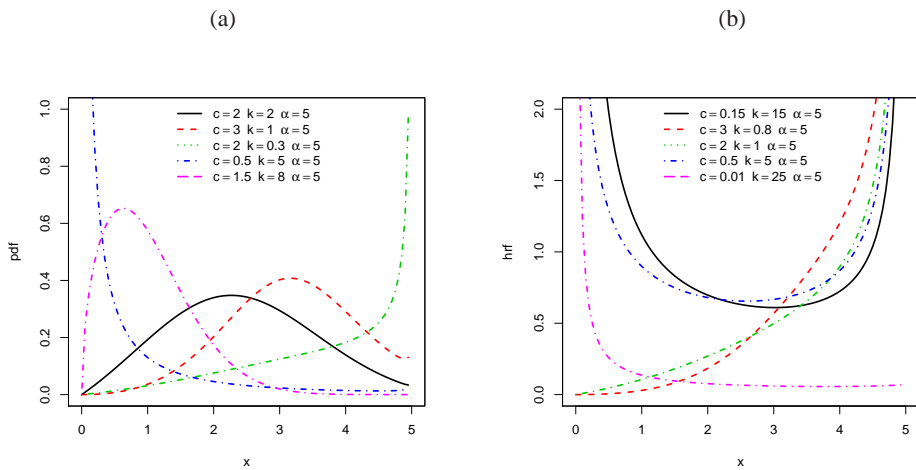 (a)
pdf
0.0 0.2 0.4 0.6 0.8 1.0
c = 2 k = 2 α = 5
c = 3 k = 1 α = 5
c = 2 k = 0.3 α = 5
c = 0.5 k = 5 α = 5
c = 1.5 k = 8 α = 5
0 1 2 3 4 5
x
(b)
hrf
0.0 0.5 1.0 1.5 2.0
c = 0.15 k = 15 α = 5
c = 3 k = 0.8 α = 5
c = 2 k = 1 α = 5
c = 0.5 k = 5 α = 5
c = 0.01 k = 25 α = 5
0 1 2 3 4 5
x